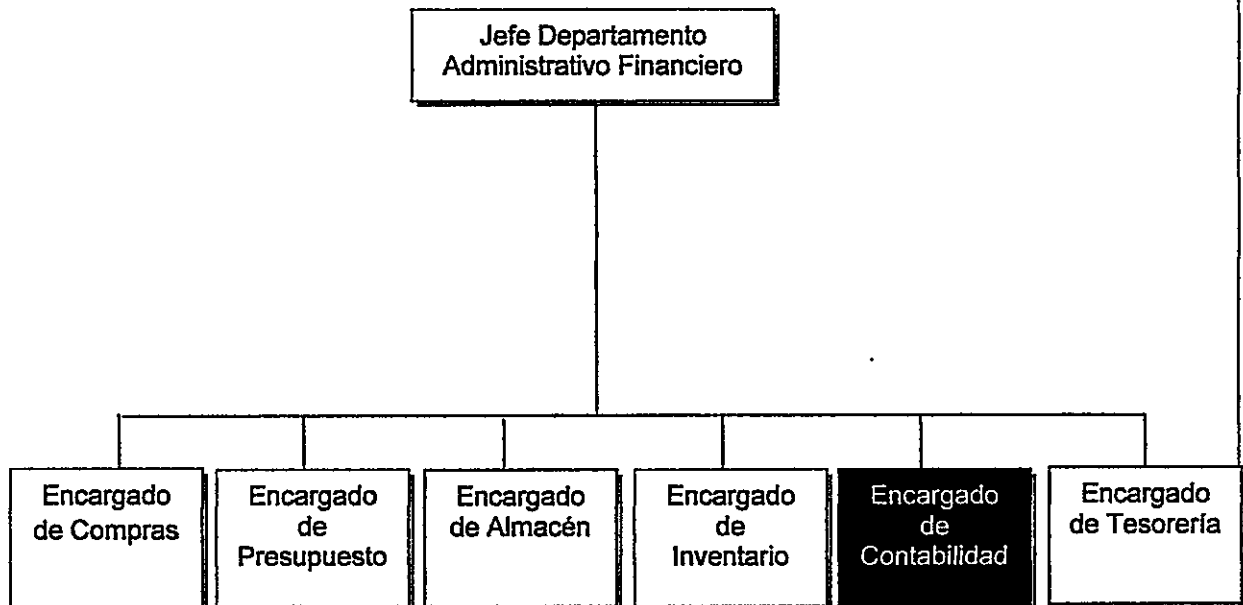 Jefe Departamento
Administrativo Financiero
Encargado
de Compras
Encargado
de
Presupuesto
Encargado
de Almacén
Encargado
de
Inventario
Encargado
de
Contabilidad
Encargado
de Tesorería